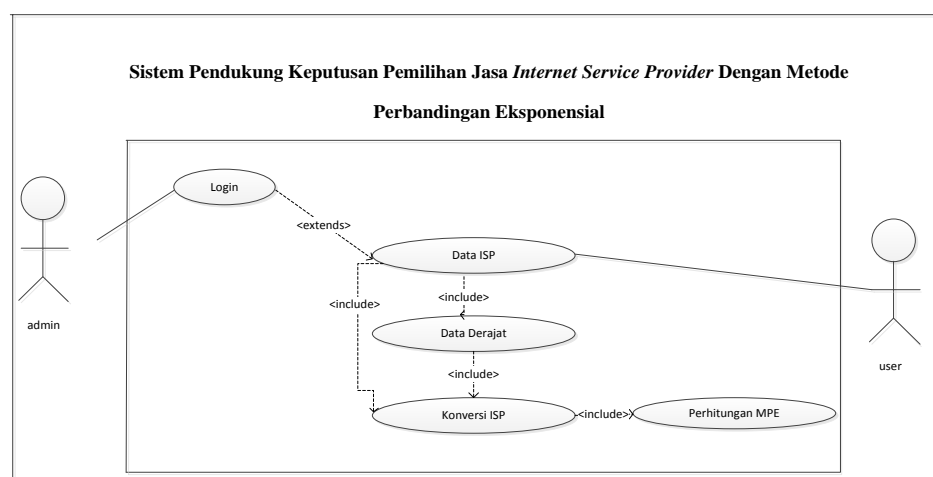 Sistem Pendukung Keputusan Pemilihan Jasa Internet Service Provider Dengan Metode
Perbandingan Eksponensial
Login
<extends>
Data ISP
<include>
<include>
Data Derajat
admin
<include>
user
Konversi ISP
<include>
Perhitungan MPE